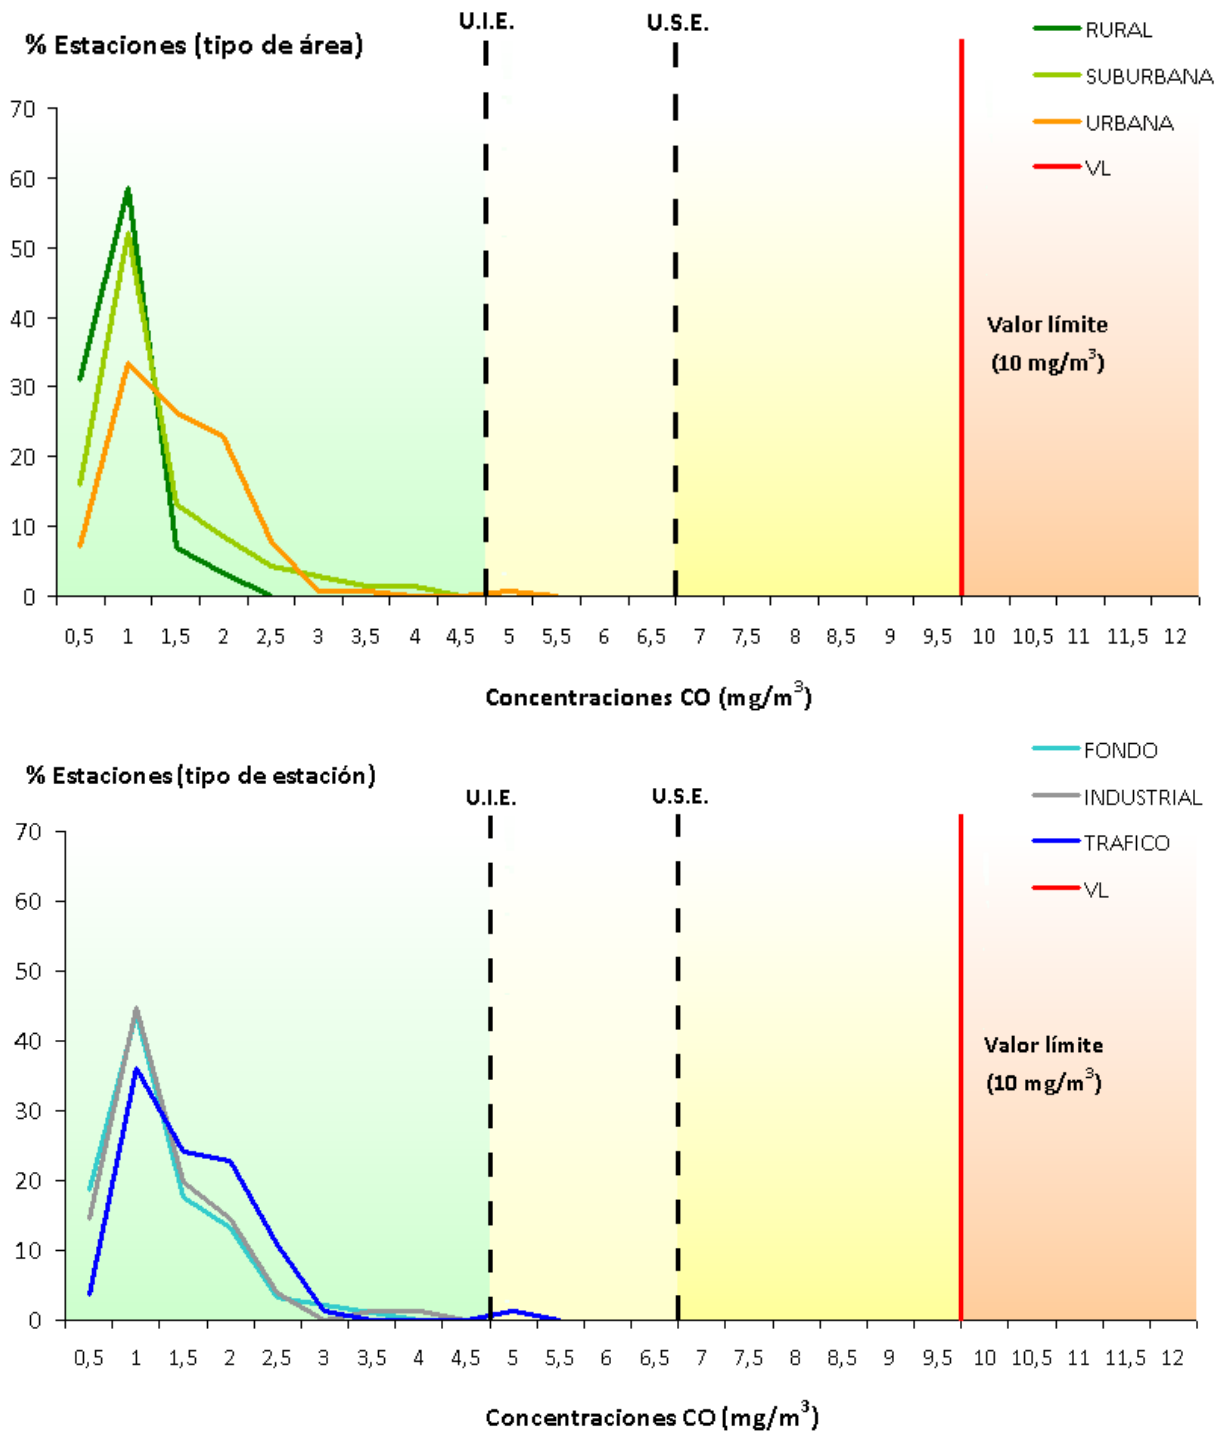 % Estaciones (tipo de área)
U.I.E.
U.S.E.
RURAL
SUBURBANA
URBANA
VL
70
60
50
40
30
20
10
0
Valor límite
(10 mg/m³)
0,5 1 1,5 2 2,5 3 3,5 4 4,5 5 5,5 6 6,5 7 7,5 8 8,5 9 9,5 10 10,5 11 11,5 12
Concentraciones CO (mg/m³)
% Estaciones (tipo de estación)
U.I.E.
U.S.E.
FONDO
INDUSTRIAL
TRAFICO
VL
70
60
50
40
30
20
10
0
Valor límite
(10 mg/m³)
0,5 1 1,5 2 2,5 3 3,5 4 4,5 5 5,5 6 6,5 7 7,5 8 8,5 9 9,5 10 10,5 11 11,5 12
Concentraciones CO (mg/m³)